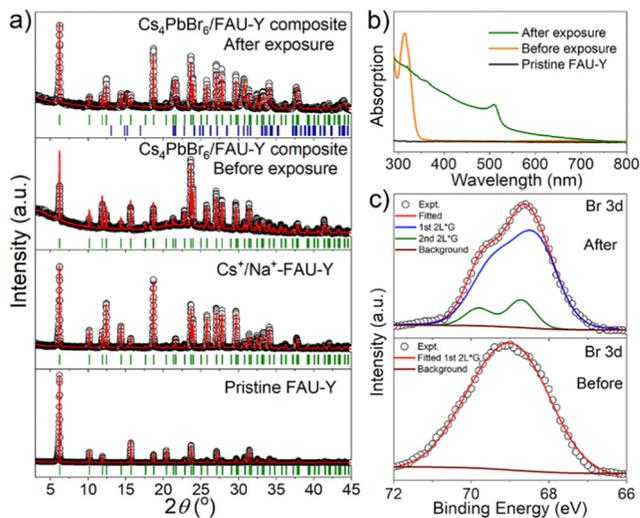 a)
Cs4PbBr6/FAU-Y composite
After exposure
Cs4PbBr6/FAU-Y composite
Before exposure
Cs+/Na+-FAU-Y
Pristine FAU-Y
Intensity (a.u.)
5 10 15 20 25 30 35 40 45
2θ (°)
b)
After exposure
Before exposure
Pristine FAU-Y
Absorption
300 400 500 600 700 800
Wavelength (nm)
c)
Expt.
Fitted
1st 2L*G
2nd 2L*G
Background
Br 3d
After
Expt.
Fitted 1st 2L*G
Background
Br 3d
Before
Intensity (a.u.)
72 70 68 66
Binding Energy (eV)